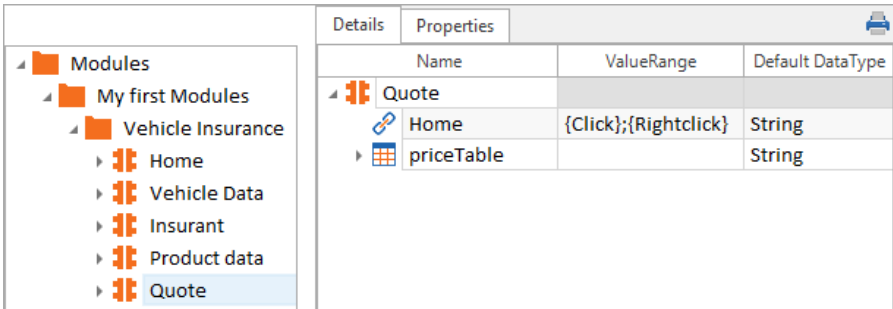 Modules
My first Modules
Vehicle Insurance
Home
Vehicle Data
Insurant
Product data
Quote
Details Properties
Name ValueRange Default DataType
Quote
Home {Click};{Rightclick} String
priceTable String